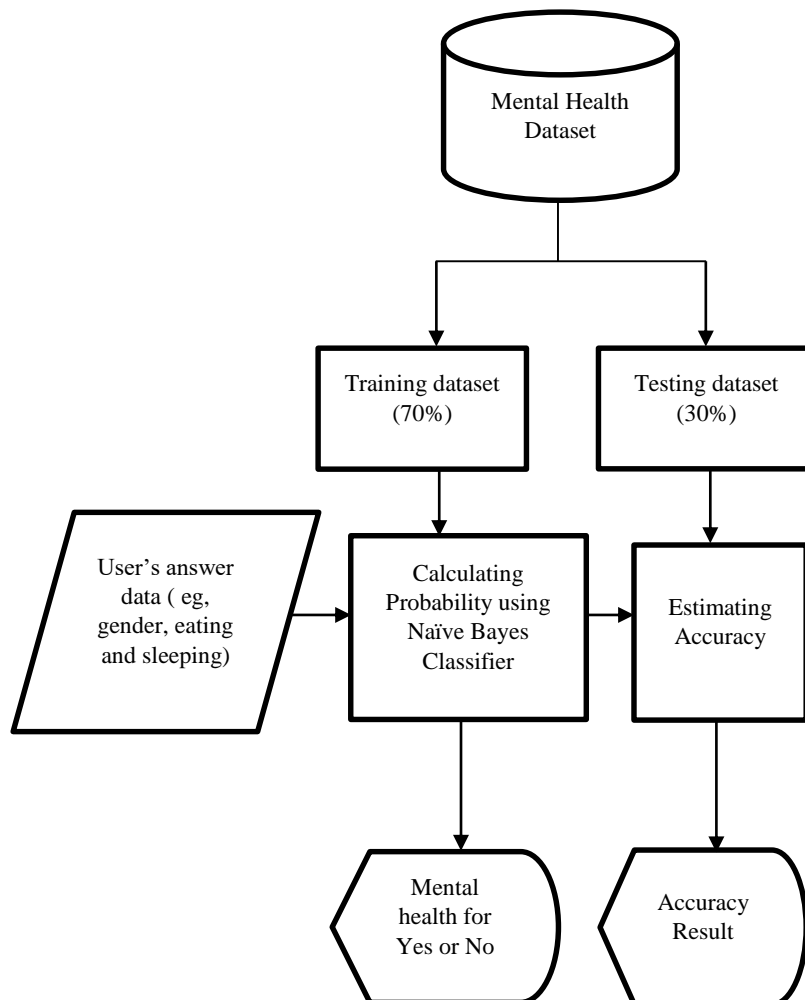 Mental Health
Dataset
Training dataset
(70%)
Testing dataset
(30%)
User’s answer
data ( eg,
gender, eating
and sleeping)
Calculating
Probability using
Naïve Bayes
Classifier
Estimating
Accuracy
Mental
health for
Yes or No
Accuracy
Result